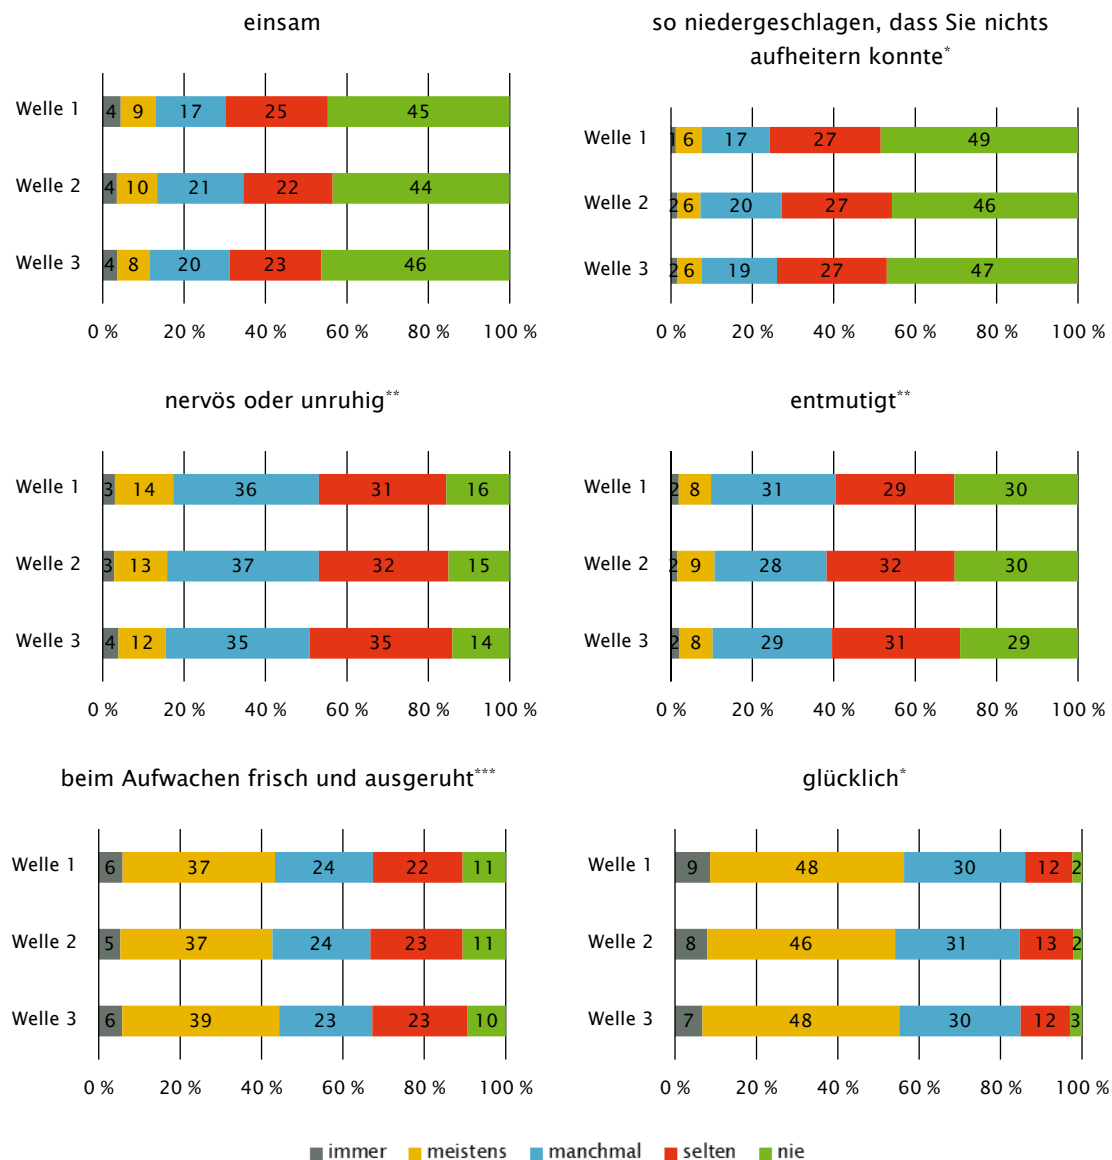 einsam
Welle 1 4 9 17 25 45
Welle 2 4 10 21 22 44
Welle 3 4 8 20 23 46
0 % 20 % 40 % 60 % 80 % 100 %
so niedergeschlagen, dass Sie nichts
aufheitern konnte*
Welle 1 1 6 17 27 49
Welle 2 2 6 20 27 46
Welle 3 2 6 19 27 47
0 % 20 % 40 % 60 % 80 % 100 %
nervös oder unruhig**
Welle 1 3 14 36 31 16
Welle 2 3 13 37 32 15
Welle 3 4 12 35 35 14
0 % 20 % 40 % 60 % 80 % 100 %
entmutigt**
Welle 1 2 8 31 29 30
Welle 2 2 9 28 32 30
Welle 3 2 8 29 31 29
0 % 20 % 40 % 60 % 80 % 100 %
beim Aufwachen frisch und ausgeruht***
Welle 1 6 37 24 22 11
Welle 2 5 37 24 23 11
Welle 3 6 39 23 23 10
0 % 20 % 40 % 60 % 80 % 100 %
glücklich*
Welle 1 9 48 30 12 2
Welle 2 8 46 31 13 2
Welle 3 7 48 30 12 3
0 % 20 % 40 % 60 % 80 % 100 %
immer meistens manchmal selten nie